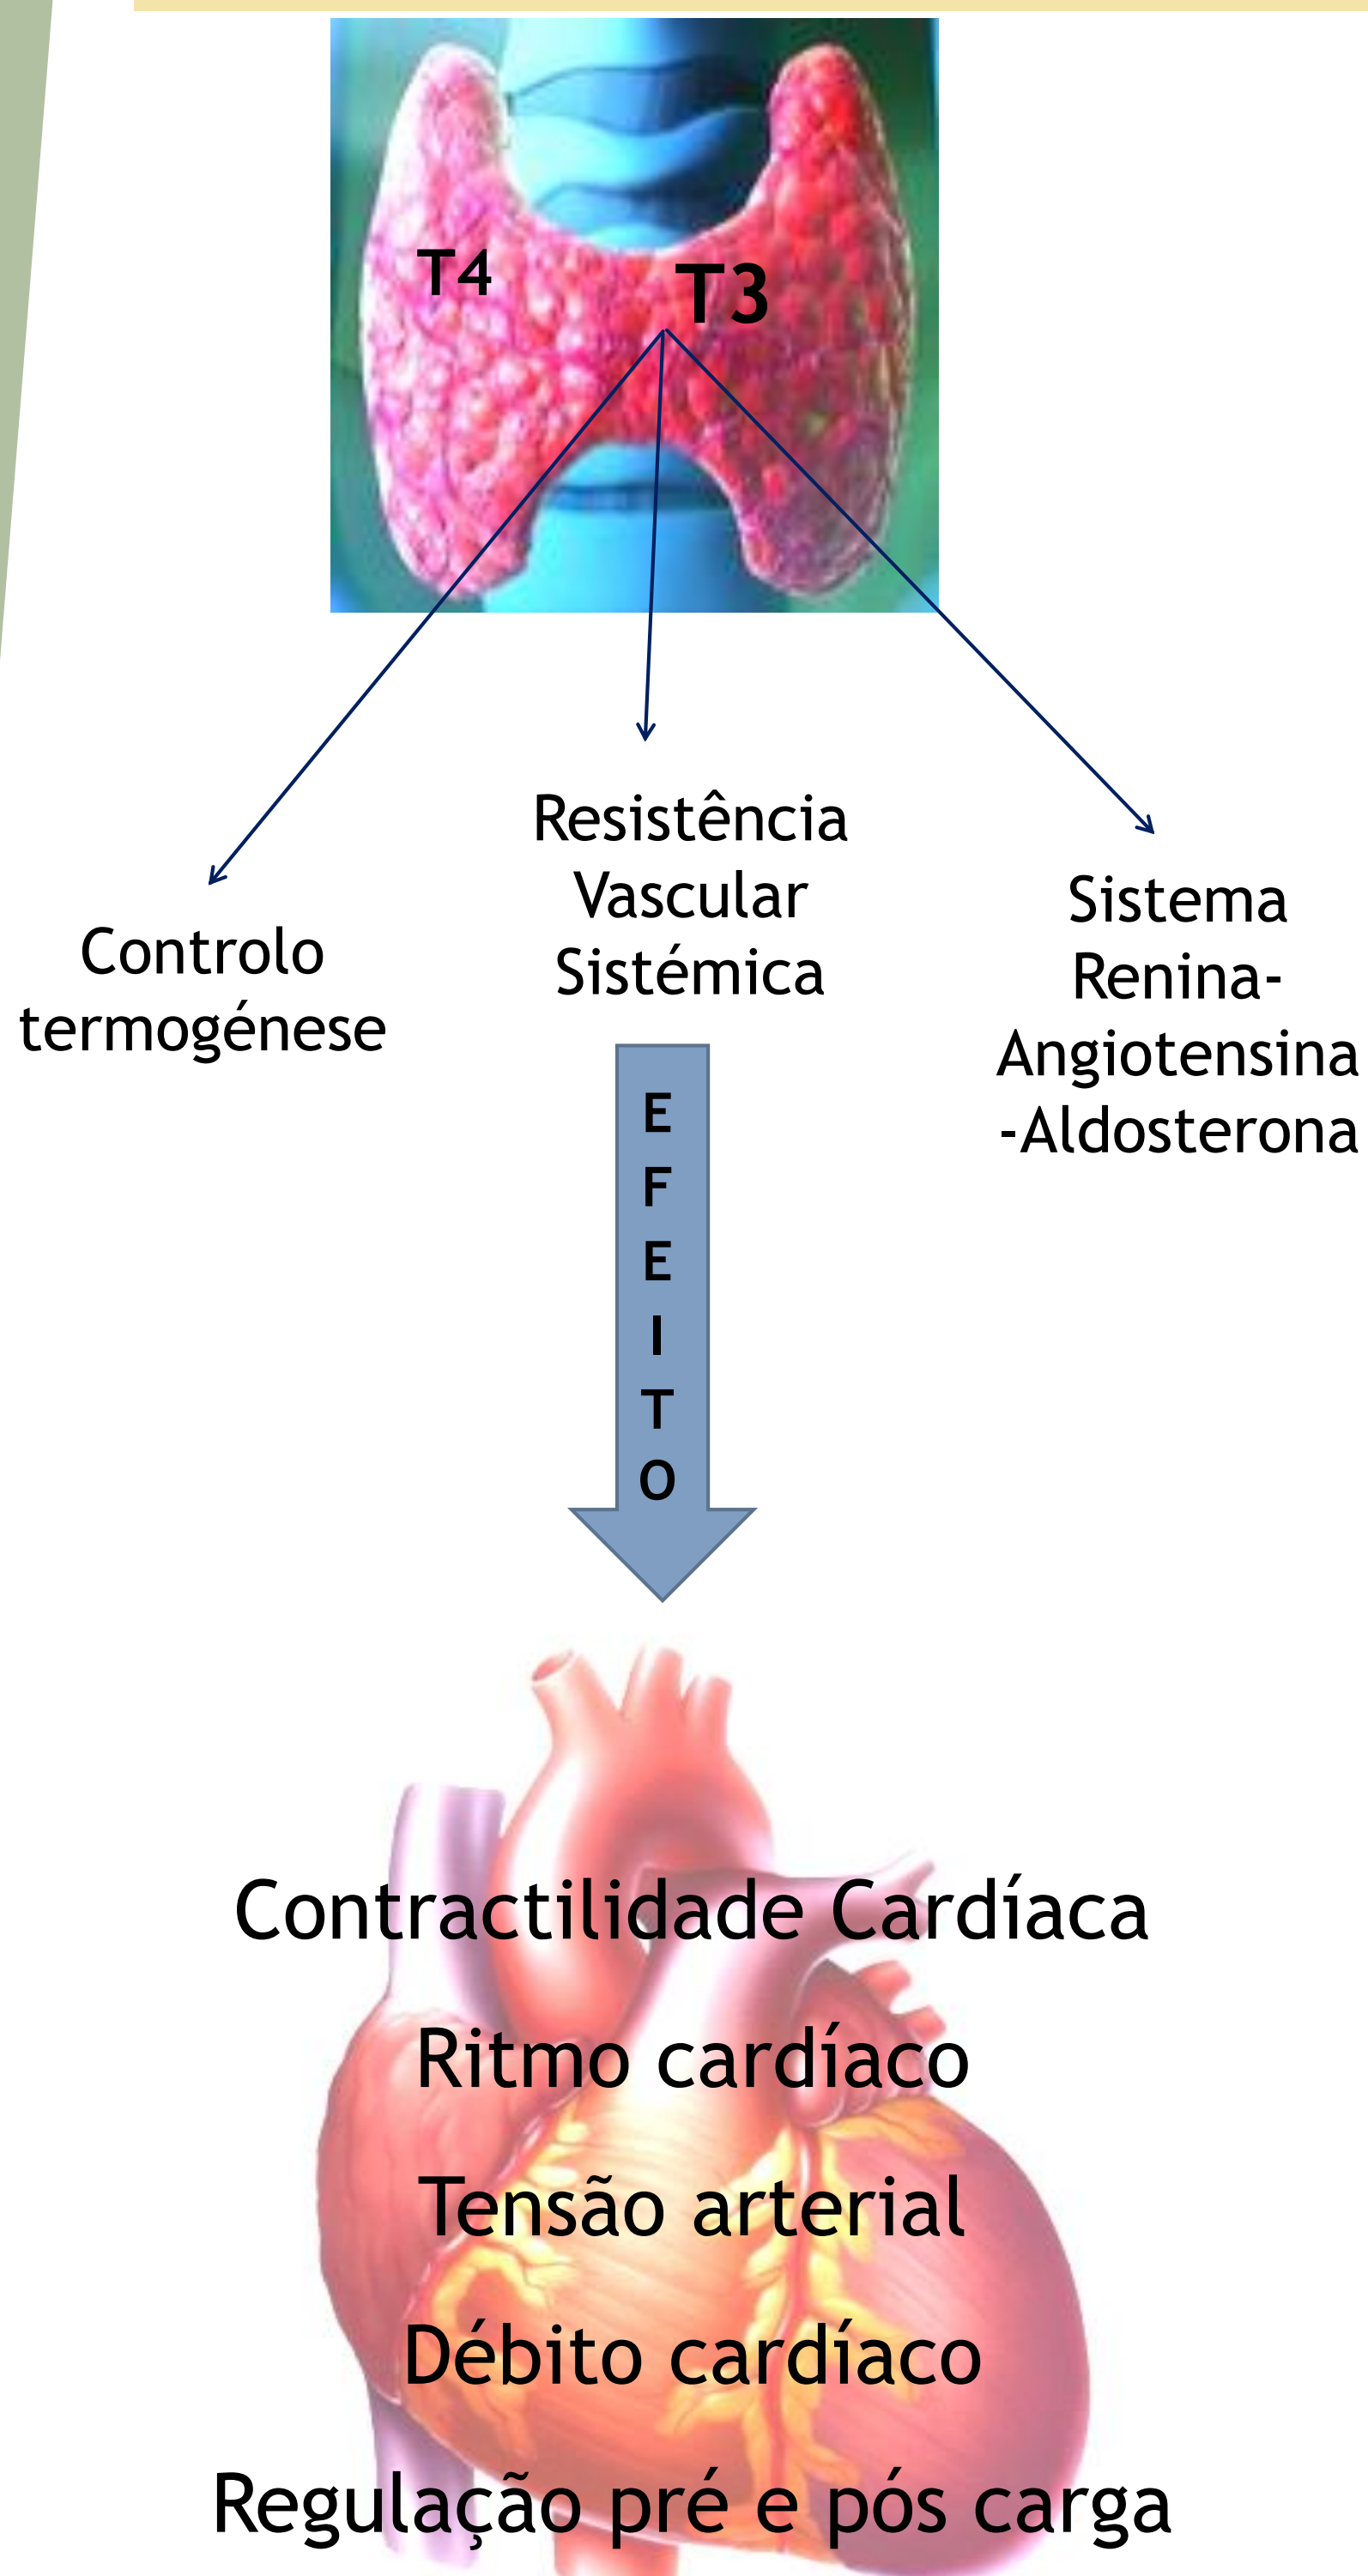 T4
T3
Controlo
termogénese
Resistência
Vascular
Sistémica
Sistema
Renina-
Angiotensina
-Aldosterona
E
F
E
I
T
O
Contractilidade Cardíaca
Ritmo cardíaco
Tensão arterial
Débito cardíaco
Regulação pré e pós carga